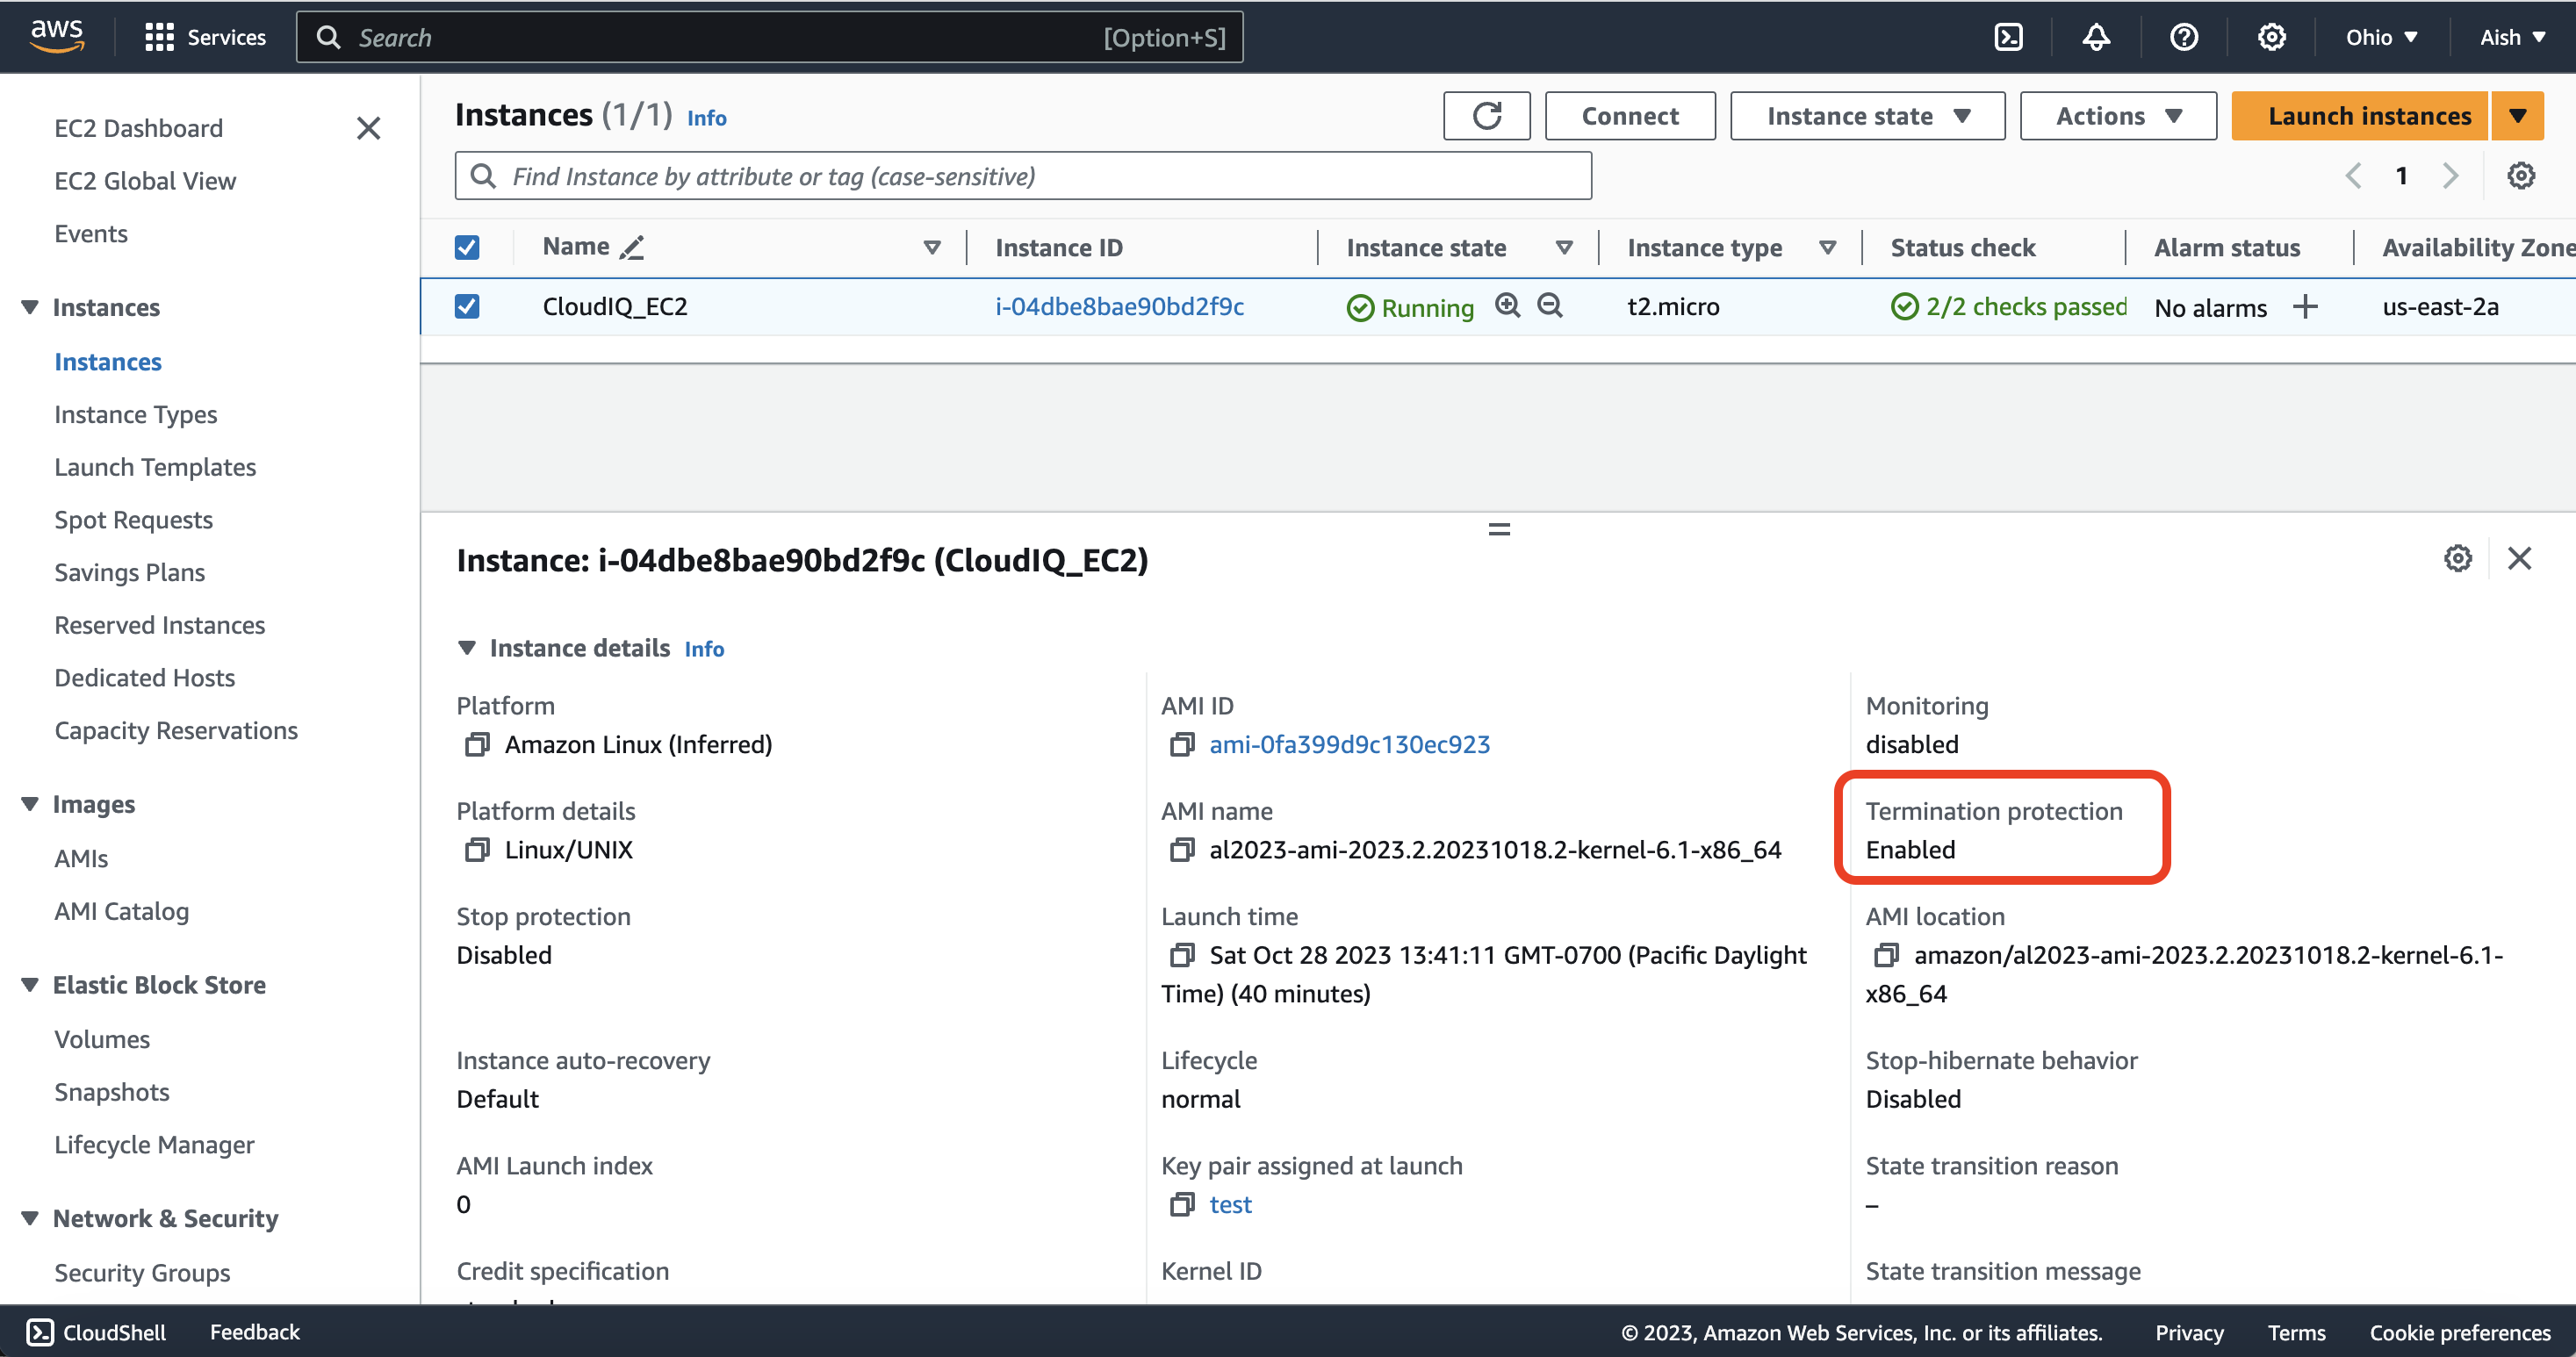 aws
Services
Search
[Option+S]
Ohio
Aish
EC2 Dashboard
EC2 Global View
Events
Instances
Instances
Instance Types
Launch Templates
Spot Requests
Savings Plans
Reserved Instances
Dedicated Hosts
Capacity Reservations
Images
AMIs
AMI Catalog
Elastic Block Store
Volumes
Snapshots
Lifecycle Manager
Network & Security
Security Groups
Instances (1/1) Info
Connect
Instance state
Actions
Launch instances
Find Instance by attribute or tag (case-sensitive)
1
Name
Instance ID
Instance state
Instance type
Status check
Alarm status
Availability Zone
CloudIQ_EC2
i-04dbe8bae90bd2f9c
Running
t2.micro
2/2 checks passed
No alarms
us-east-2a
Instance: i-04dbe8bae90bd2f9c (CloudIQ_EC2)
Instance details Info
Platform
Amazon Linux (Inferred)
AMI ID
ami-0fa399d9c130ec923
Monitoring
disabled
Platform details
Linux/UNIX
AMI name
al2023-ami-2023.2.20231018.2-kernel-6.1-x86_64
Termination protection
Enabled
Stop protection
Disabled
Launch time
Sat Oct 28 2023 13:41:11 GMT-0700 (Pacific Daylight
Time) (40 minutes)
AMI location
amazon/al2023-ami-2023.2.20231018.2-kernel-6.1-
x86_64
Instance auto-recovery
Default
Lifecycle
normal
Stop-hibernate behavior
Disabled
AMI Launch index
0
Key pair assigned at launch
test
State transition reason
–
Credit specification
Kernel ID
State transition message
CloudShell
Feedback
© 2023, Amazon Web Services, Inc. or its affiliates.
Privacy
Terms
Cookie preferences